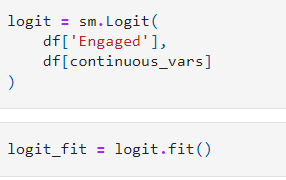 logit = sm.Logit(
    df['Engaged'],
    df[continuous_vars]
)
logit_fit = logit.fit()